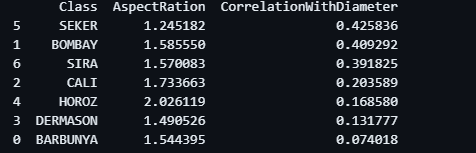 Class AspectRation CorrelationWithDiameter
5 SEKER 1.245182 0.425836
1 BOMBAY 1.585550 0.409292
6 SIRA 1.570083 0.391825
2 CALI 1.733663 0.203589
4 HOROZ 2.026119 0.168580
3 DERMASON 1.490526 0.131777
0 BARBUNYA 1.544395 0.074018